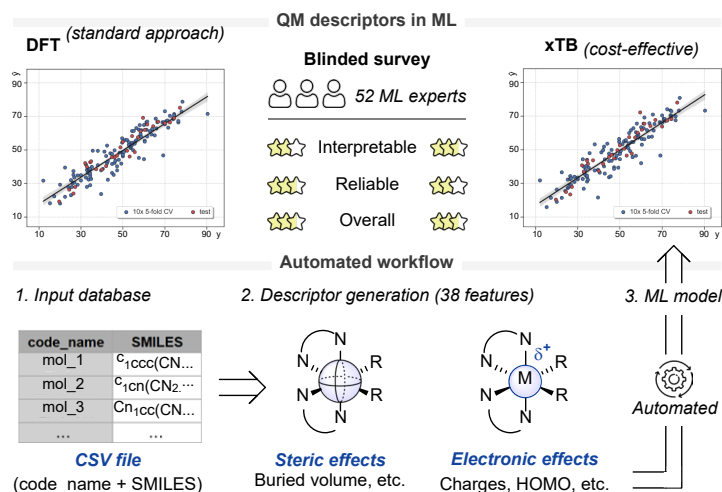 QM descriptors in ML
DFT (standard approach)
ŷ
90
70
50
30
10
10 30 50 70 90 y
10x 5-fold CV test
Blinded survey
52 ML experts
Interpretable
Reliable
Overall
xTB (cost-effective)
ŷ
90
70
50
30
10
10 30 50 70 90 y
10x 5-fold CV test
Automated workflow
1. Input database
code_name SMILES
mol_1 c1ccc(CN...
mol_2 c1cn(CN2...
mol_3 Cn1cc(CN...
... ...
CSV file
(code_name + SMILES)
2. Descriptor generation (38 features)
N
N R
N R
N
Steric effects
Buried volume, etc.
N
N δ+ R
M
N R
N
Electronic effects
Charges, HOMO, etc.
3. ML model
Automated